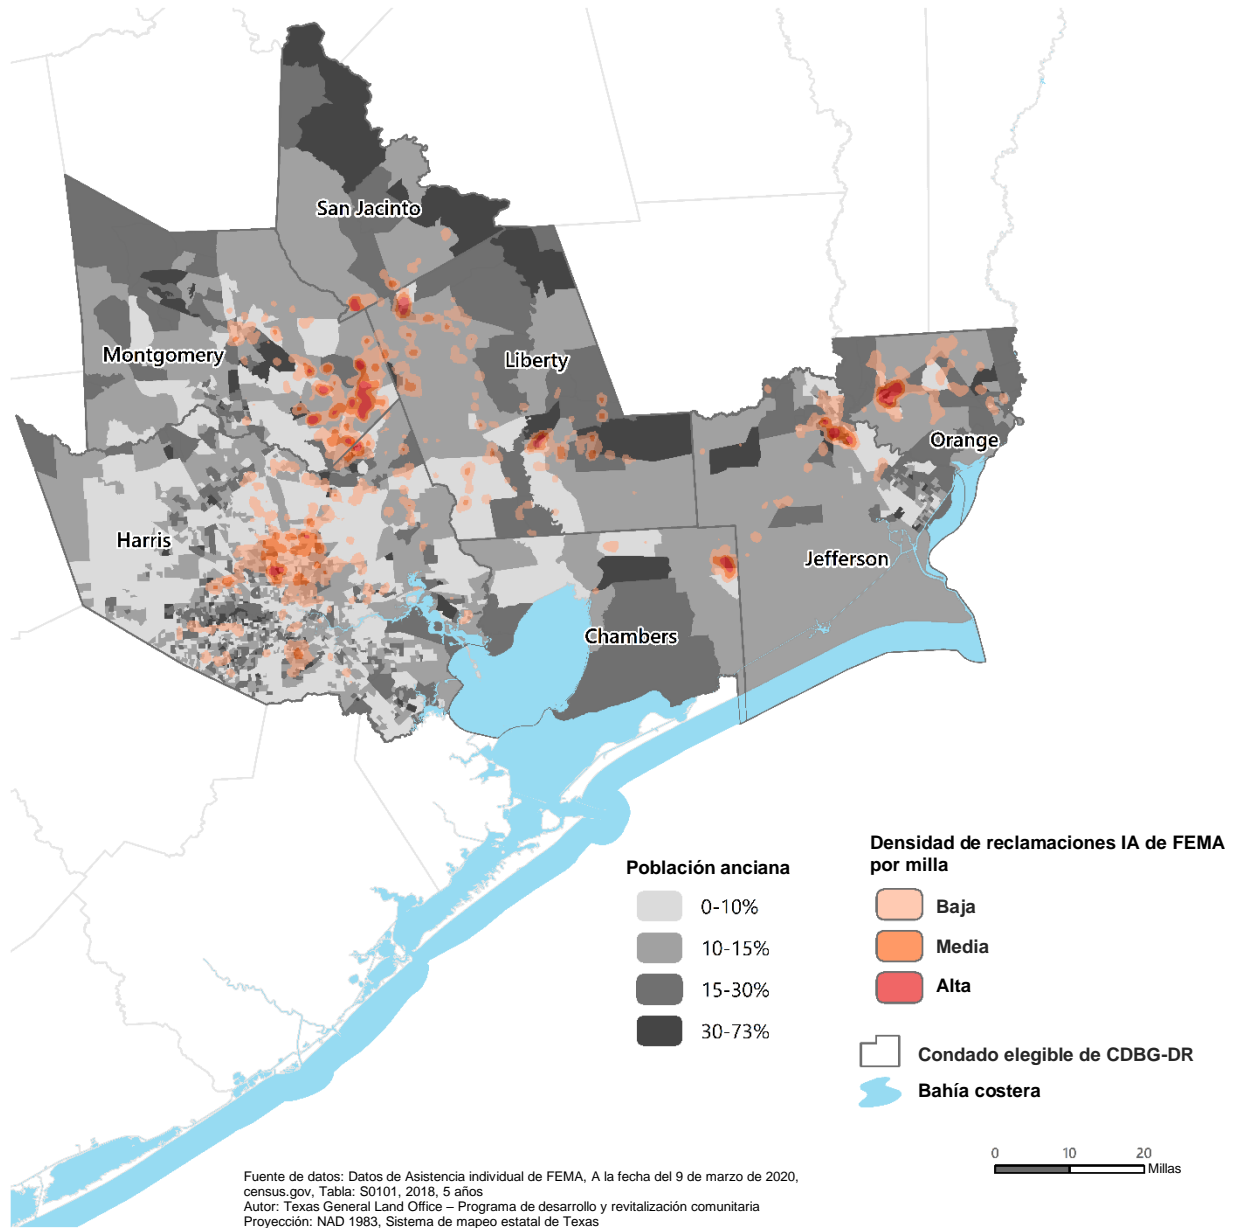 San Jacinto
Montgomery
Liberty
Orange
Harris
Jefferson
Chambers
Población anciana
0-10%
10-15%
15-30%
30-73%
Densidad de reclamaciones IA de FEMA
por milla
Baja
Media
Alta
Condado elegible de CDBG-DR
Bahía costera
0 10 20
Millas
Fuente de datos: Datos de Asistencia individual de FEMA, A la fecha del 9 de marzo de 2020,
census.gov, Tabla: S0101, 2018, 5 años
Autor: Texas General Land Office – Programa de desarrollo y revitalización comunitaria
Proyección: NAD 1983, Sistema de mapeo estatal de Texas